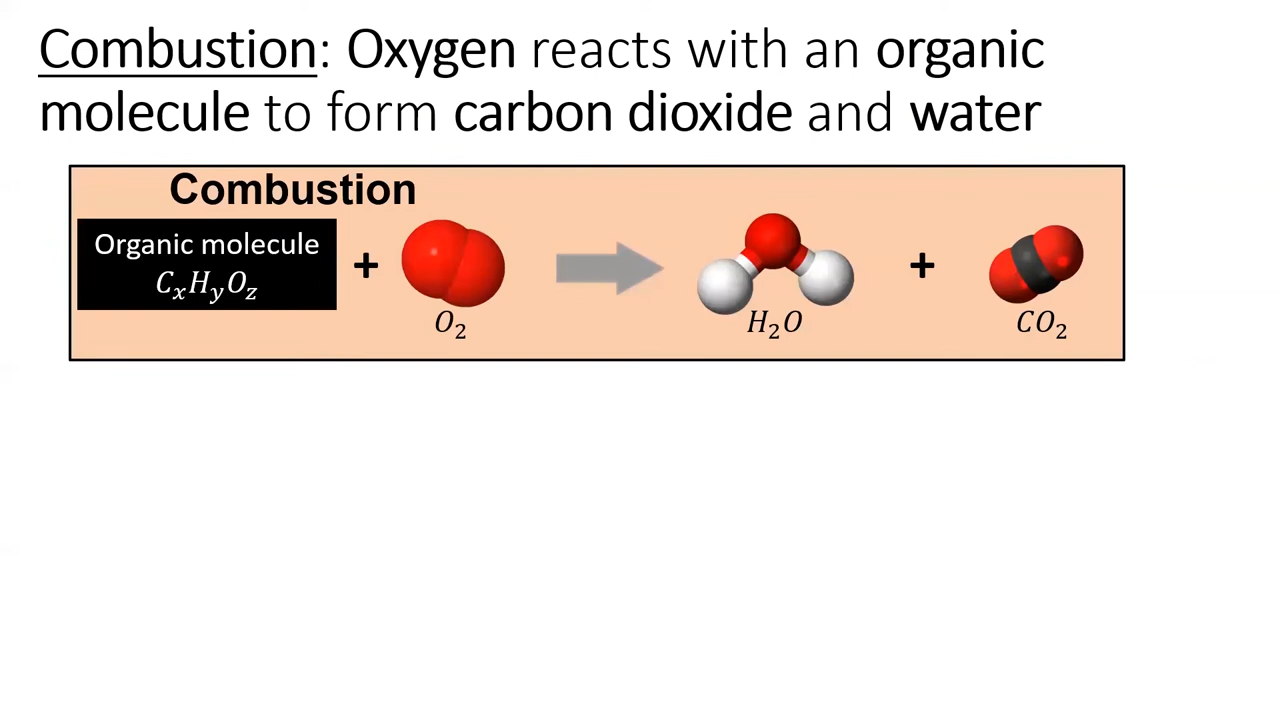 Combustion: Oxygen reacts with an organic
molecule to form carbon dioxide and water
Combustion
Organic molecule
CₓHᵧO𝓏
+
O₂
H₂O
+
CO₂